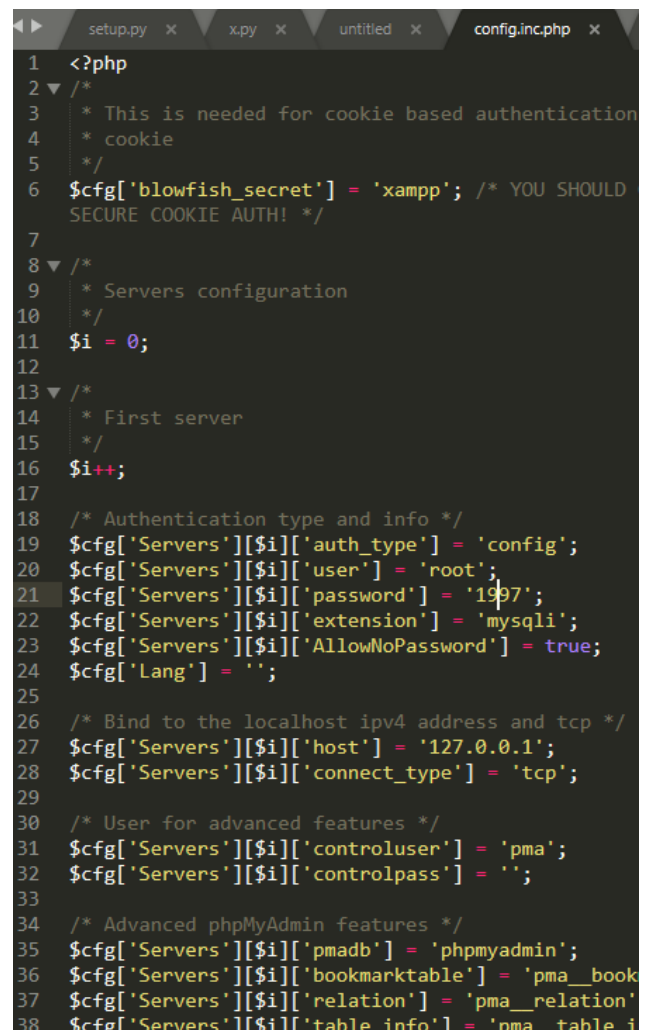 setup.py × x.py × untitled × config.inc.php ×
1 <?php
2 /*
3 * This is needed for cookie based authentication
4 * cookie
5 */
6 $cfg['blowfish_secret'] = 'xampp'; /* YOU SHOULD
SECURE COOKIE AUTH! */
7
8 /*
9 * Servers configuration
10 */
11 $i = 0;
12
13 /*
14 * First server
15 */
16 $i++;
17
18 /* Authentication type and info */
19 $cfg['Servers'][$i]['auth_type'] = 'config';
20 $cfg['Servers'][$i]['user'] = 'root';
21 $cfg['Servers'][$i]['password'] = '1997';
22 $cfg['Servers'][$i]['extension'] = 'mysqli';
23 $cfg['Servers'][$i]['AllowNoPassword'] = true;
24 $cfg['Lang'] = '';
25
26 /* Bind to the localhost ipv4 address and tcp */
27 $cfg['Servers'][$i]['host'] = '127.0.0.1';
28 $cfg['Servers'][$i]['connect_type'] = 'tcp';
29
30 /* User for advanced features */
31 $cfg['Servers'][$i]['controluser'] = 'pma';
32 $cfg['Servers'][$i]['controlpass'] = '';
33
34 /* Advanced phpMyAdmin features */
35 $cfg['Servers'][$i]['pmadb'] = 'phpmyadmin';
36 $cfg['Servers'][$i]['bookmarktable'] = 'pma__book
37 $cfg['Servers'][$i]['relation'] = 'pma__relation'
38 $cfg['Servers'][$i]['table_info'] = 'pma__table_i